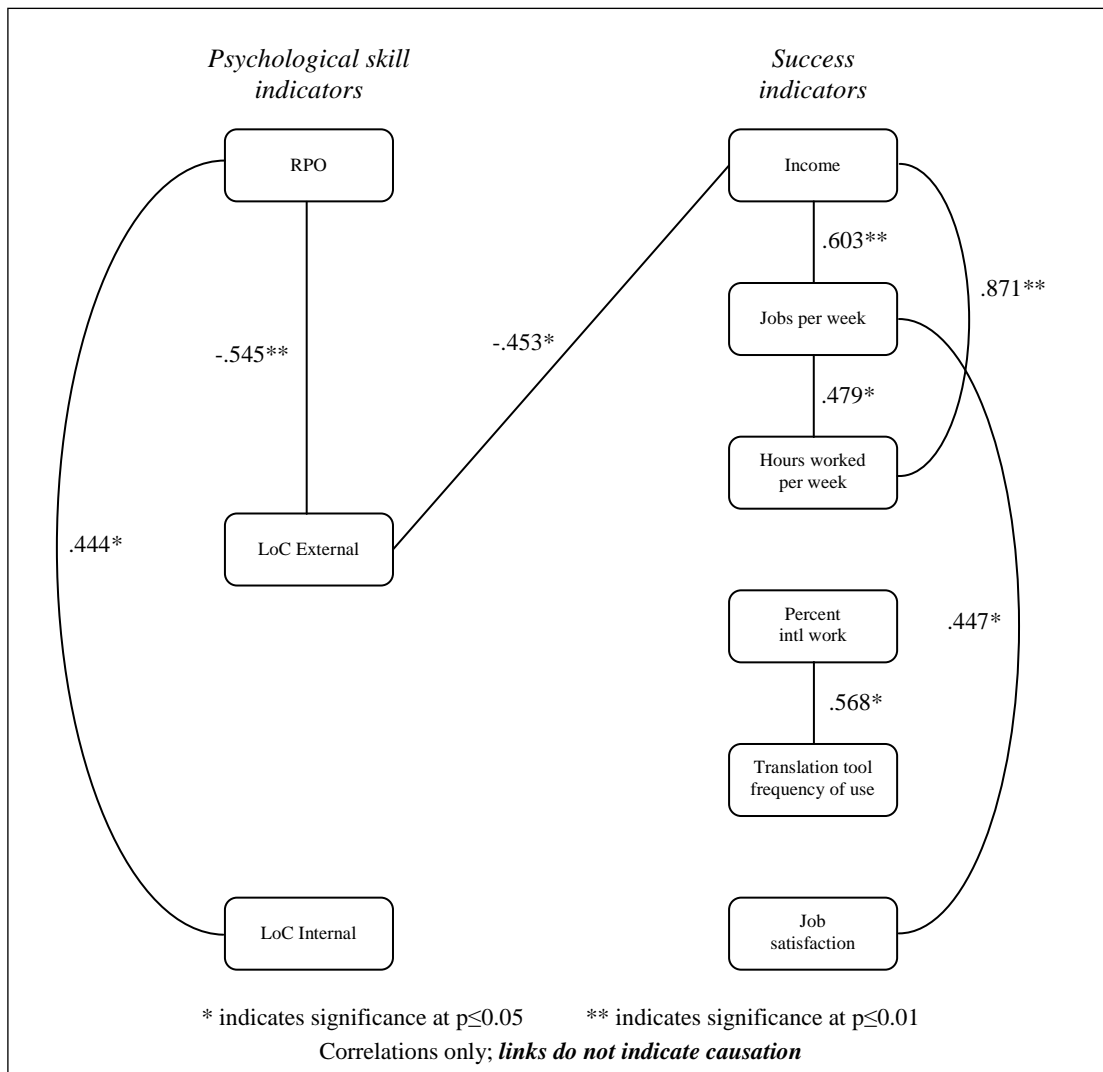 Psychological skill
indicators
Success
indicators
RPO
Income
.603**
.871**
Jobs per week
-.545**
-.453*
.479*
Hours worked
per week
.444*
LoC External
Percent
intl work
.447*
.568*
Translation tool
frequency of use
LoC Internal
Job
satisfaction
* indicates significance at p≤0.05 ** indicates significance at p≤0.01
Correlations only; links do not indicate causation